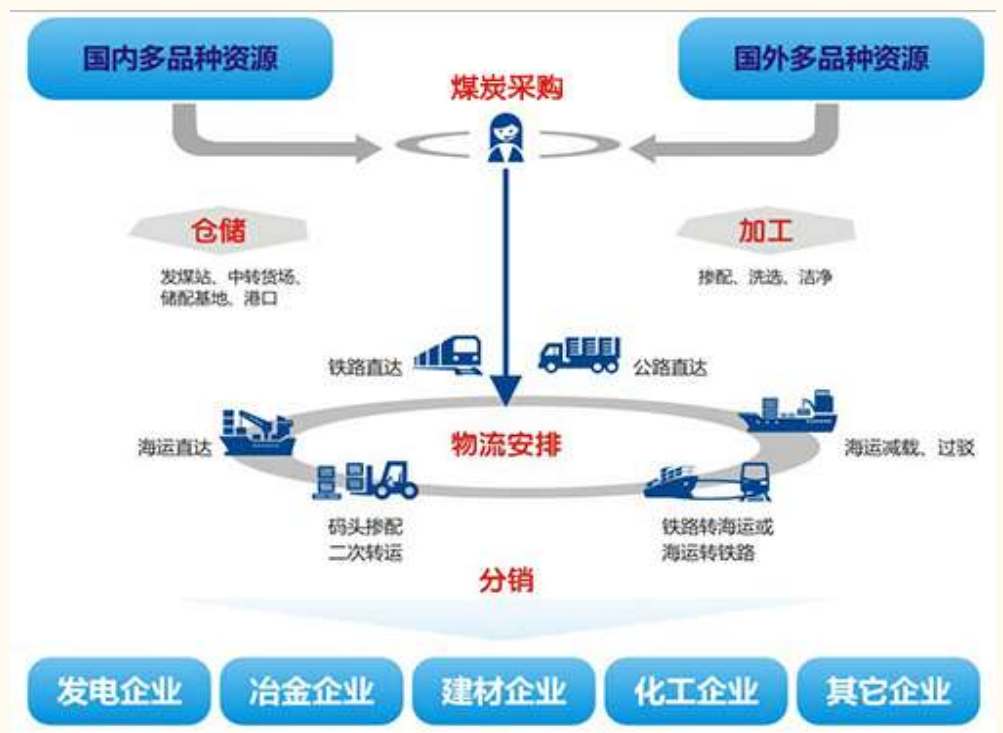 国内多品种资源
国外多品种资源
煤炭采购
仓储
发煤站、中转货场、
储配基地、港口
加工
掺配、洗选、洁净
铁路直达
公路直达
海运直达
物流安排
海运减载、过驳
码头掺配
二次转运
铁路转海运或
海运转铁路
分销
发电企业
冶金企业
建材企业
化工企业
其它企业